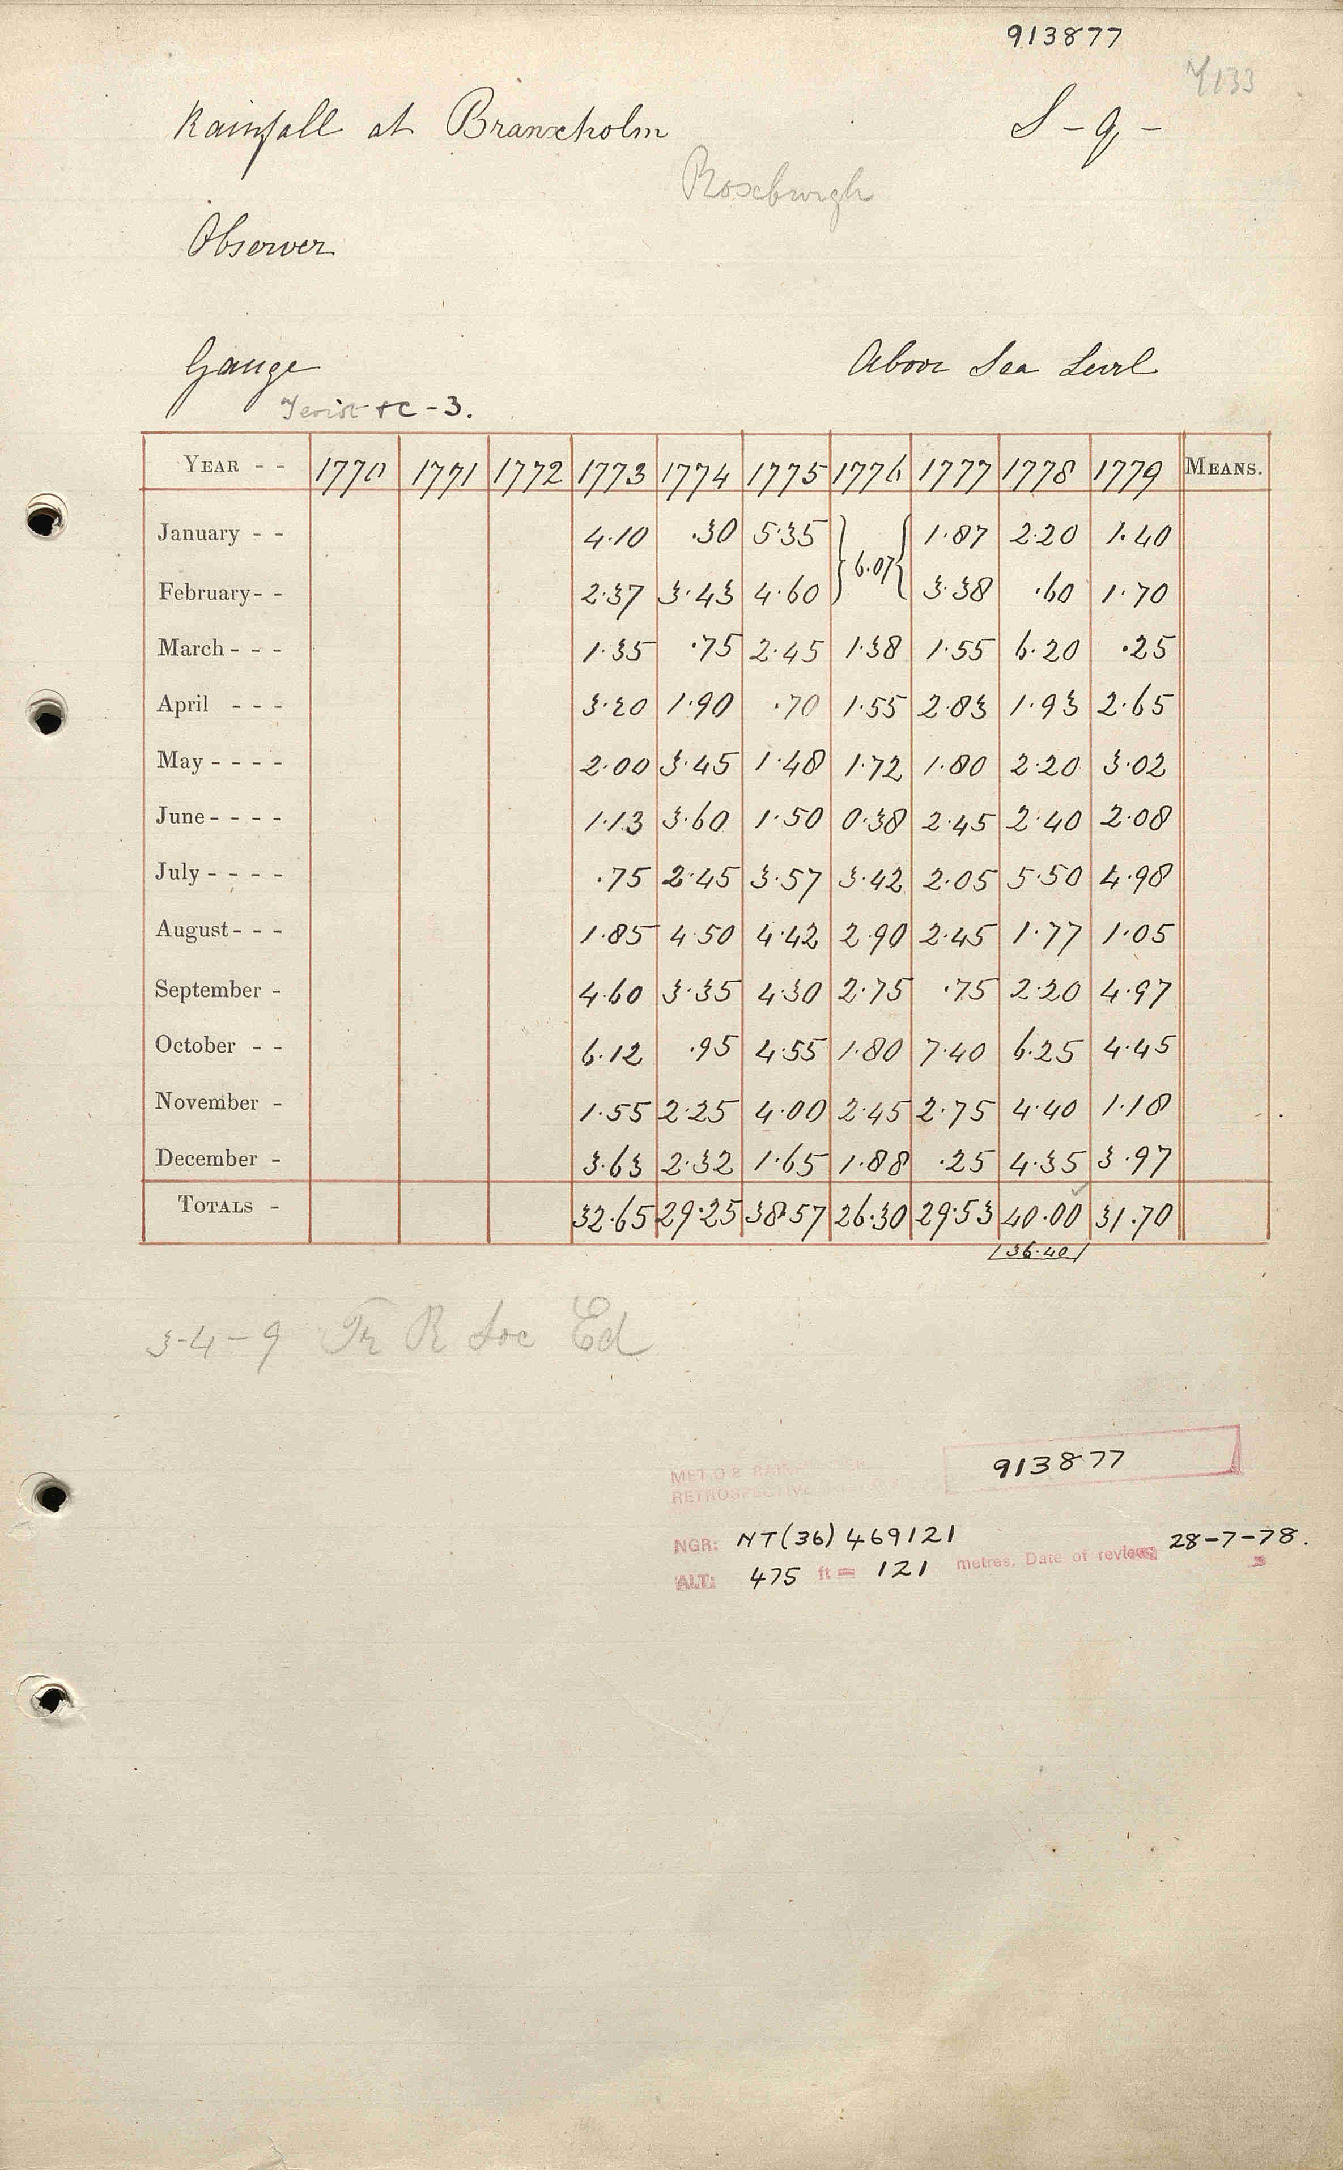 913877
Rainfall at Branxholm S - 9 -
Roxburgh
Observer
Gauge Above Sea Level
+c - 3.
YEAR - - 1770 1771 1772 1773 1774 1775 1776 1777 1778 1779 MEANS.
January - - 4.10 .30 5.35 } 6.07 { 1.87 2.20 1.40
February - - 2.37 3.43 4.60 3.38 .60 1.70
March - - - 1.35 .75 2.45 1.38 1.55 6.20 .25
April - - - 3.20 1.90 .70 1.55 2.83 1.93 2.65
May - - - - 2.00 3.45 1.48 1.72 1.80 2.20 3.02
June - - - - 1.13 3.60 1.50 0.38 2.45 2.40 2.08
July - - - - .75 2.45 3.57 3.42 2.05 5.50 4.98
August - - - 1.85 4.50 4.42 2.90 2.45 1.77 1.05
September - 4.60 3.35 4.30 2.75 .75 2.20 4.97
October - - 6.12 .95 4.55 1.80 7.40 6.25 4.45
November - 1.55 2.25 4.00 2.45 2.75 4.40 1.18
December - 3.63 2.32 1.65 1.88 .25 4.35 3.97
TOTALS - 32.65 29.25 38.57 26.30 29.53 40.00 31.70
36.40
3-4-9 Tr R Soc Ed
MET.O.8
RETROSPECTIVE 913877
NGR: NT(36) 469121 28-7-78.
ALT: 475 ft = 121 metres. Date of review